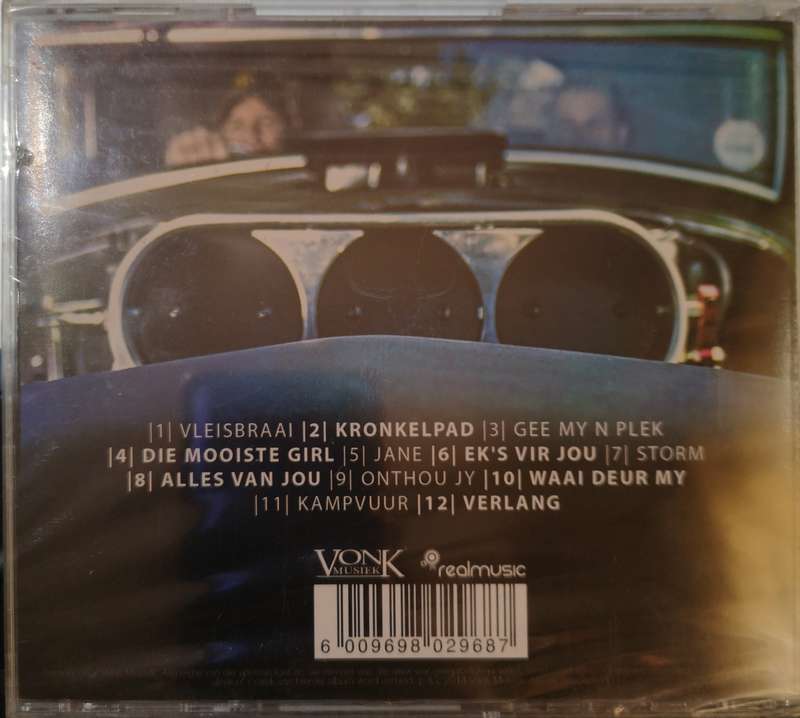 |1| VLEISBRAAI |2| KRONKELPAD |3| GEE MY N PLEK
|4| DIE MOOISTE GIRL |5| JANE |6| EK'S VIR JOU |7| STORM
|8| ALLES VAN JOU |9| ONTHOU JY |10| WAAI DEUR MY
|11| KAMPVUUR |12| VERLANG
VONK MUSIEK realmusic
6 009698 029687